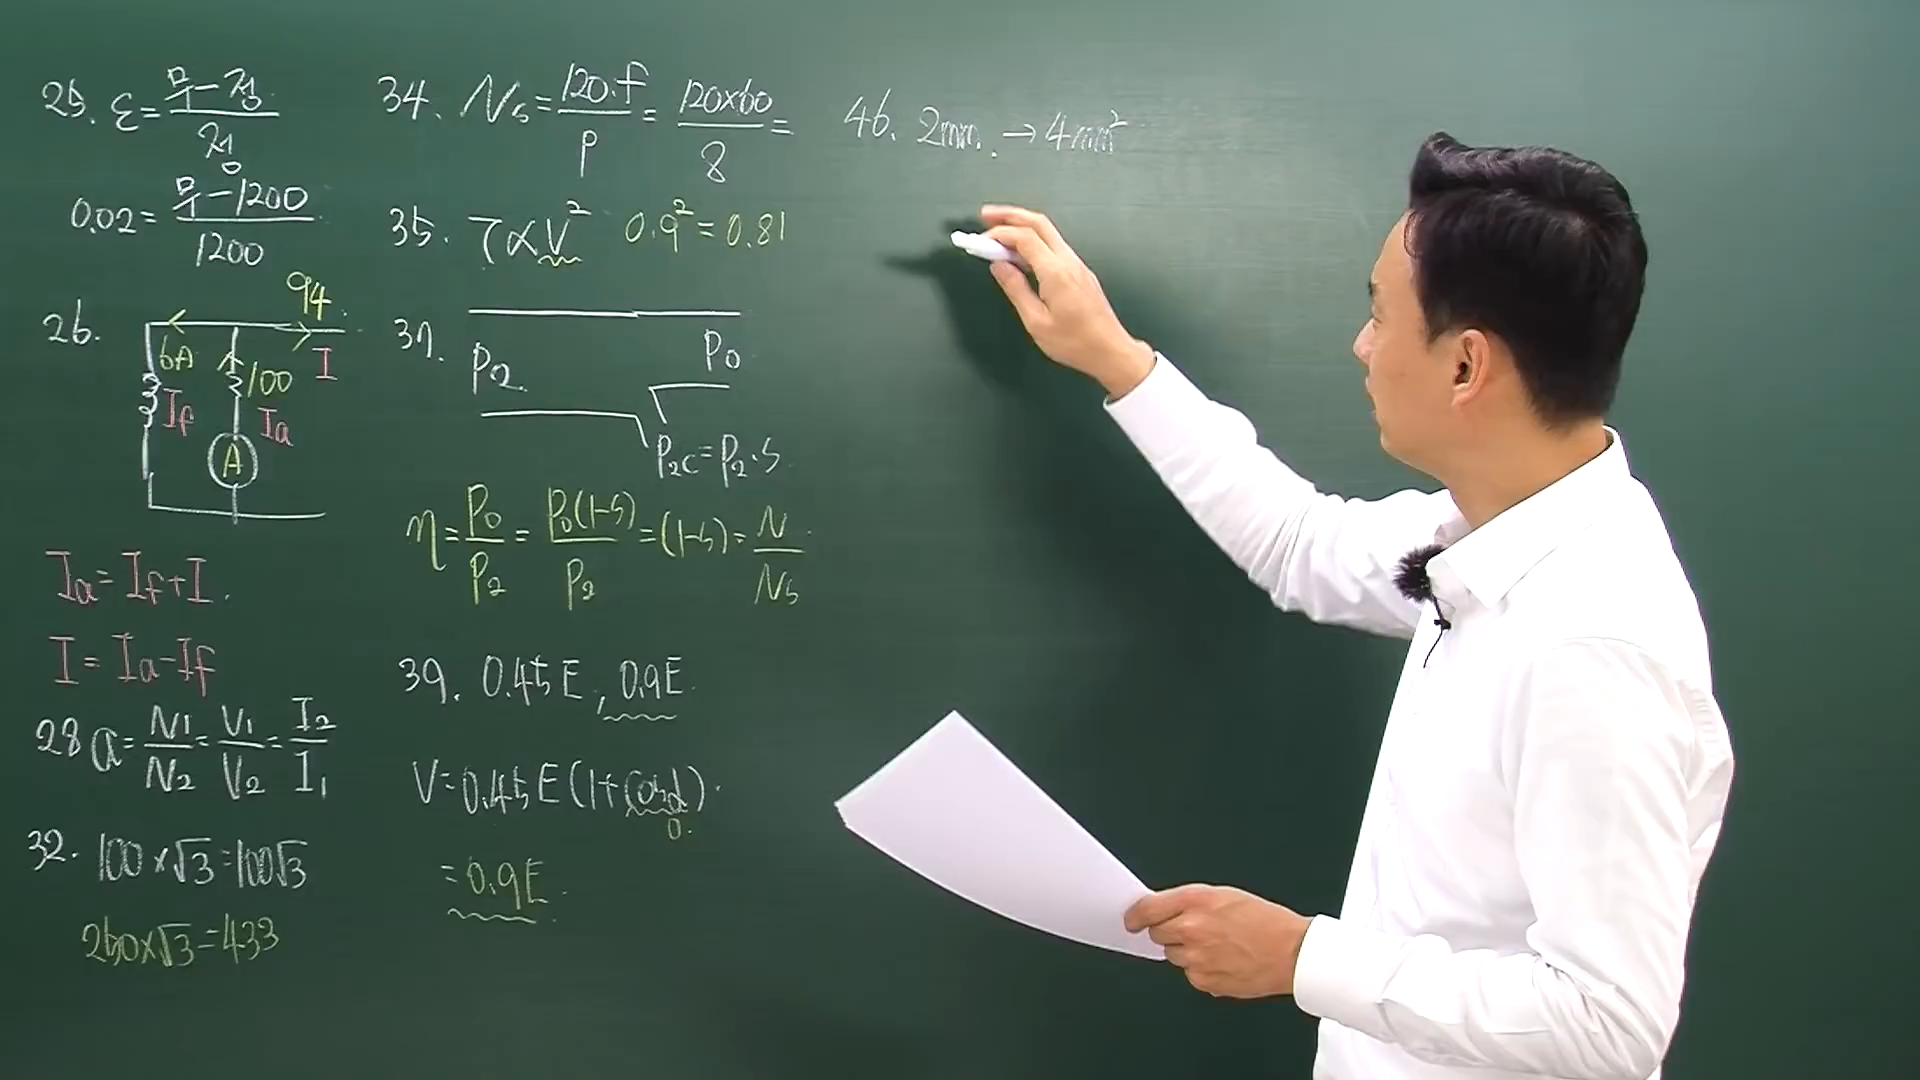 25. ε = 무-정 / 정
0.02 = 무-1200 / 1200
26.
94
6A
100
I
If
Ia
A
Ia = If + I.
I = Ia - If
28 a = N1/N2 = V1/V2 = I2/I1
32. 100 × √3 = 100√3
250 × √3 = 433
34. Ns = 120.f / P = 120×60 / 8 =
35. τ ∝ V² 0.9² = 0.81
37.
P2
P0
P2c = P2·s
η = P0/P2 = P0(1-s)/P2 = (1-s) = N/Ns
39. 0.45E, 0.9E
V = 0.45E(1+cosα).
0.
= 0.9E.
46. 2mm. → 4mm²